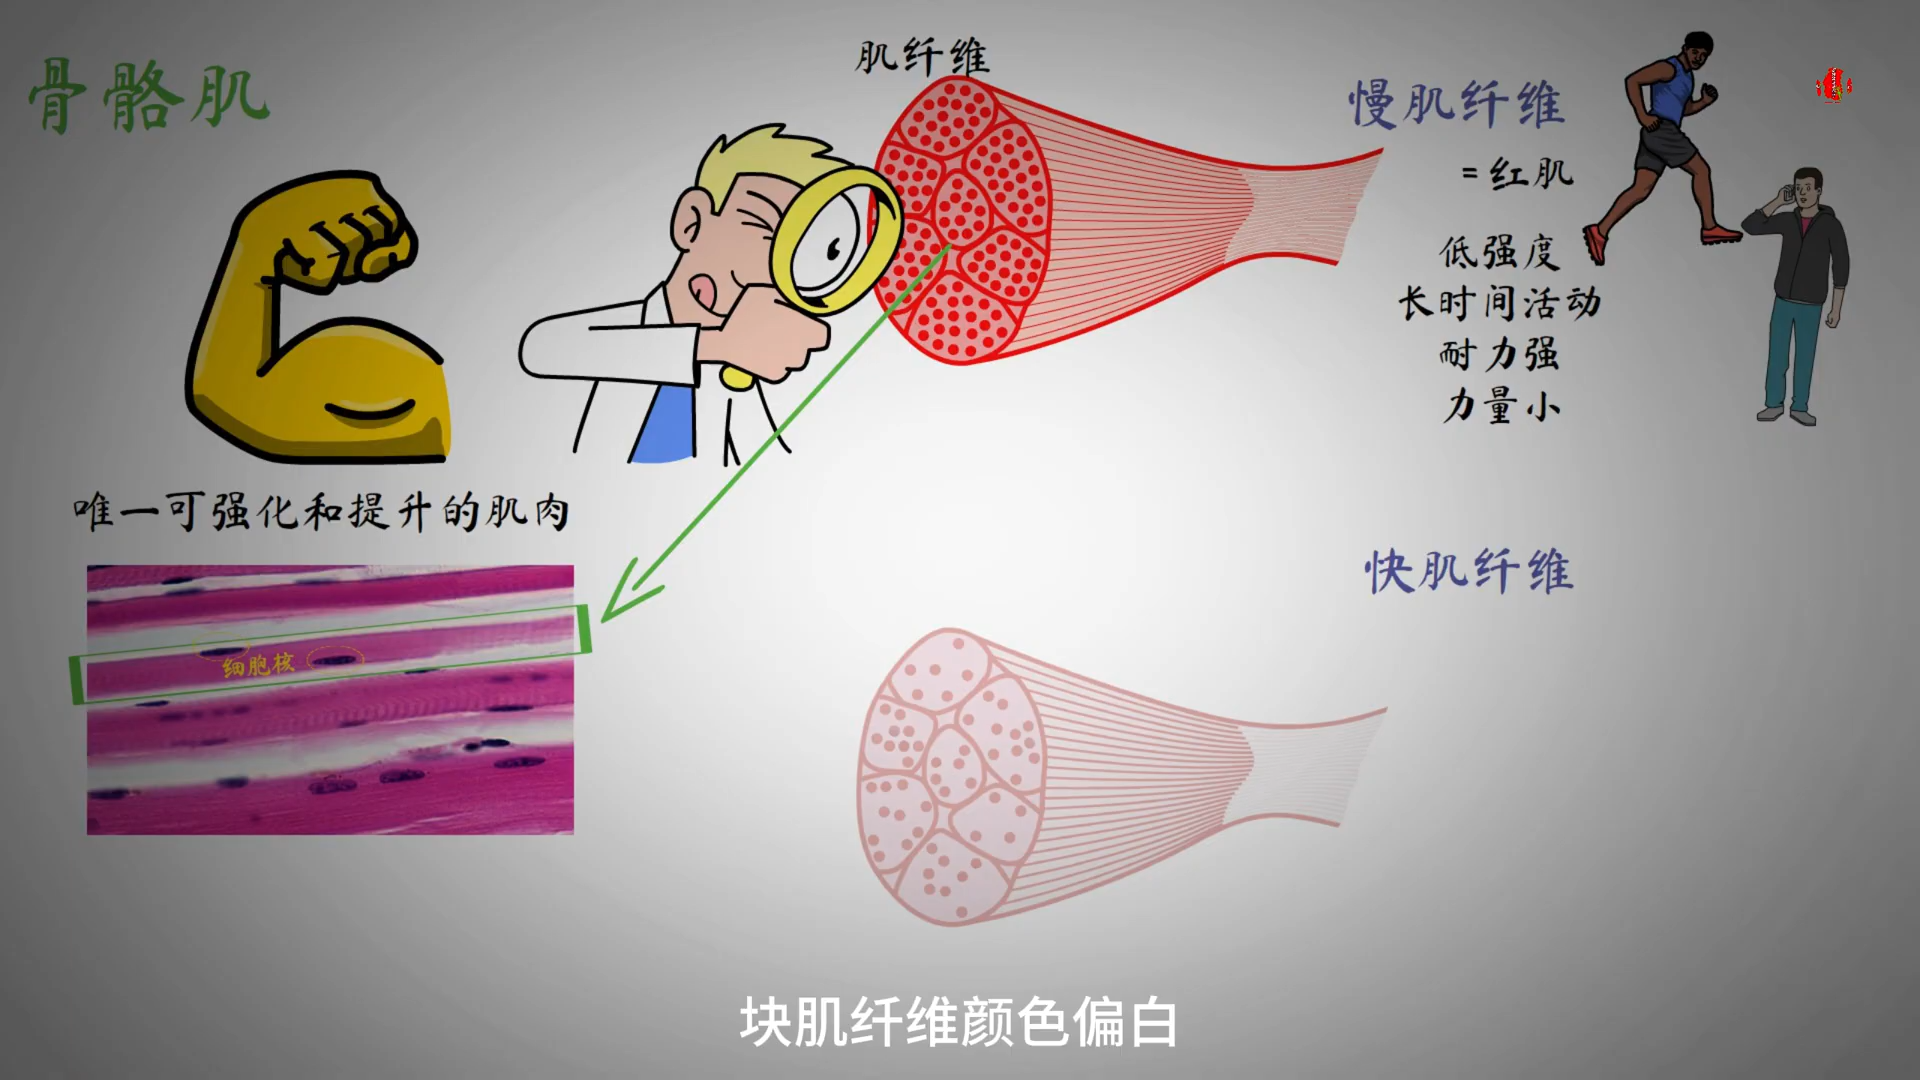 骨骼肌
肌纤维
唯一可强化和提升的肌肉
细胞核
慢肌纤维
=红肌
低强度
长时间活动
耐力强
力量小
快肌纤维
块肌纤维颜色偏白